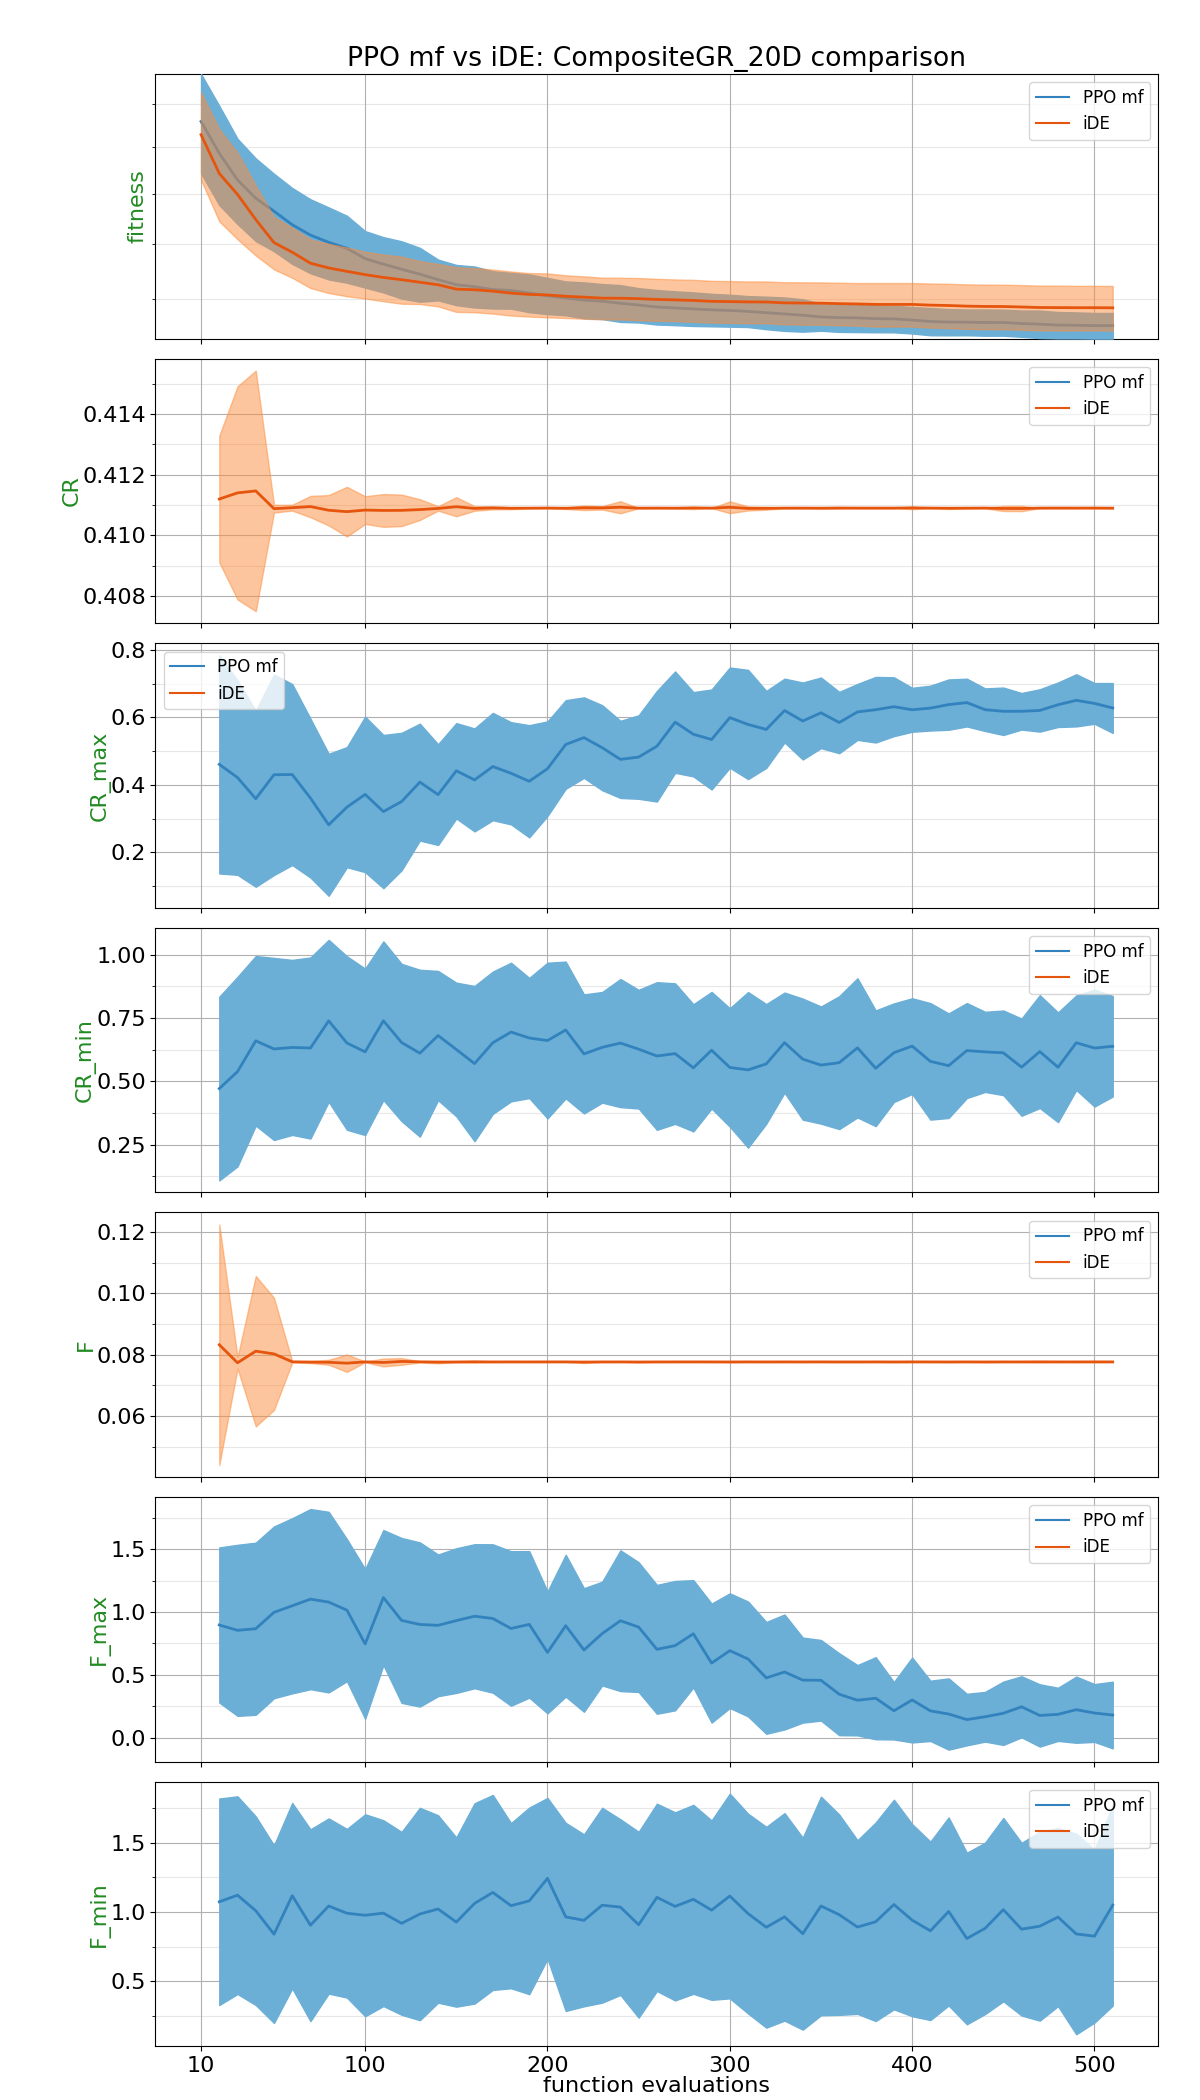 PPO mf vs iDE: CompositeGR_20D comparison
fitness
PPO mf
iDE
CR
0.414
0.412
0.410
0.408
PPO mf
iDE
CR_max
0.8
0.6
0.4
0.2
PPO mf
iDE
CR_min
1.00
0.75
0.50
0.25
PPO mf
iDE
F
0.12
0.10
0.08
0.06
PPO mf
iDE
F_max
1.5
1.0
0.5
0.0
PPO mf
iDE
F_min
1.5
1.0
0.5
PPO mf
iDE
10 100 200 300 400 500
function evaluations